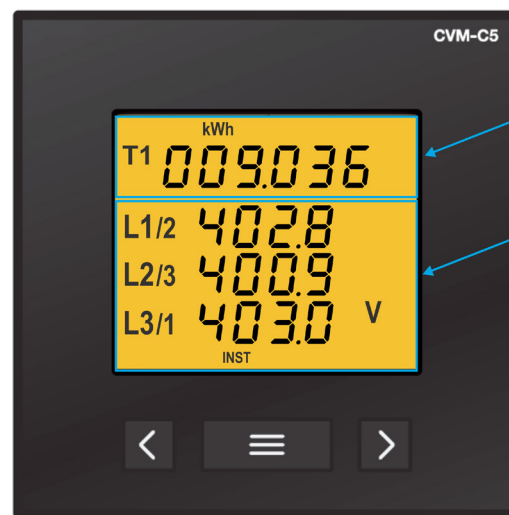 CVM-C5
kWh
T1 009.036
L1/2 402.8
L2/3 400.9
L3/1 403.0 V
INST